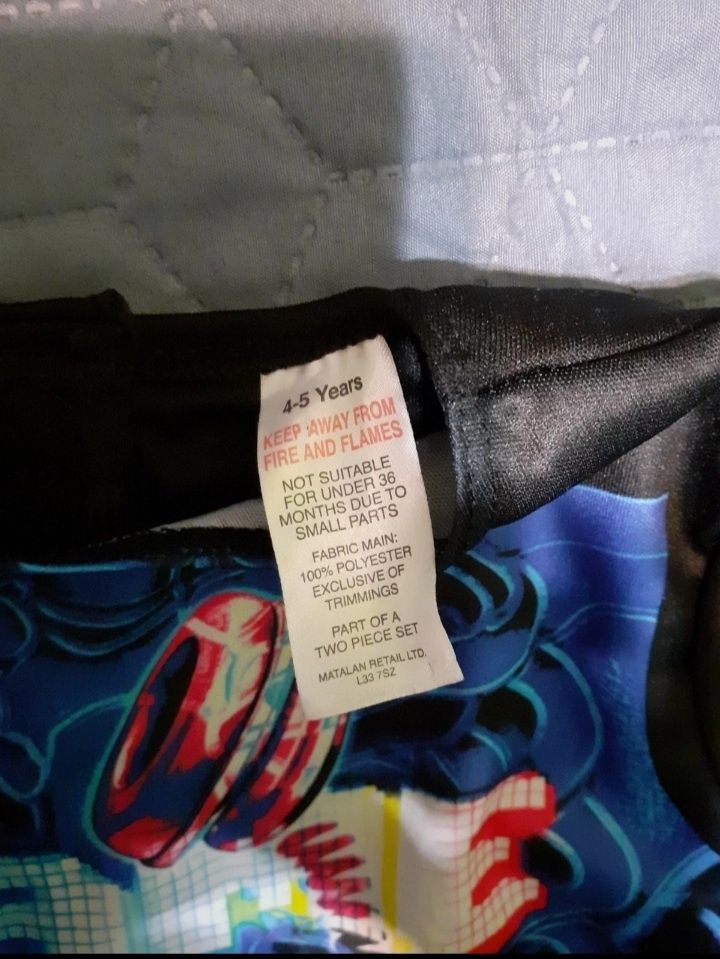 4-5 Years
KEEP AWAY FROM
FIRE AND FLAMES
NOT SUITABLE
FOR UNDER 36
MONTHS DUE TO
SMALL PARTS
FABRIC MAIN:
100% POLYESTER
EXCLUSIVE OF
TRIMMINGS
PART OF A
TWO PIECE SET
MATALAN RETAIL LTD.
L33 7SZ